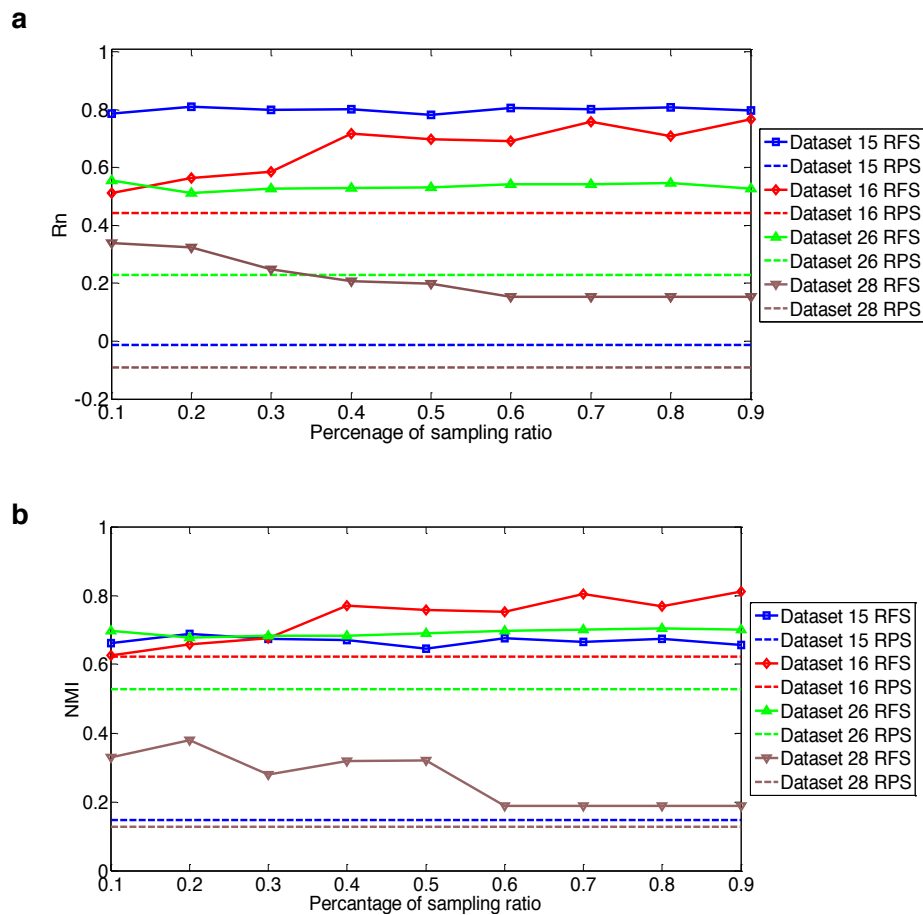 a
1
0.8
0.6
0.4
0.2
0
-0.2
Rn
0.1 0.2 0.3 0.4 0.5 0.6 0.7 0.8 0.9
Percenage of sampling ratio
Dataset 15 RFS
Dataset 15 RPS
Dataset 16 RFS
Dataset 16 RPS
Dataset 26 RFS
Dataset 26 RPS
Dataset 28 RFS
Dataset 28 RPS
b
1
0.8
0.6
0.4
0.2
0
NMI
0.1 0.2 0.3 0.4 0.5 0.6 0.7 0.8 0.9
Percantage of sampling ratio
Dataset 15 RFS
Dataset 15 RPS
Dataset 16 RFS
Dataset 16 RPS
Dataset 26 RFS
Dataset 26 RPS
Dataset 28 RFS
Dataset 28 RPS